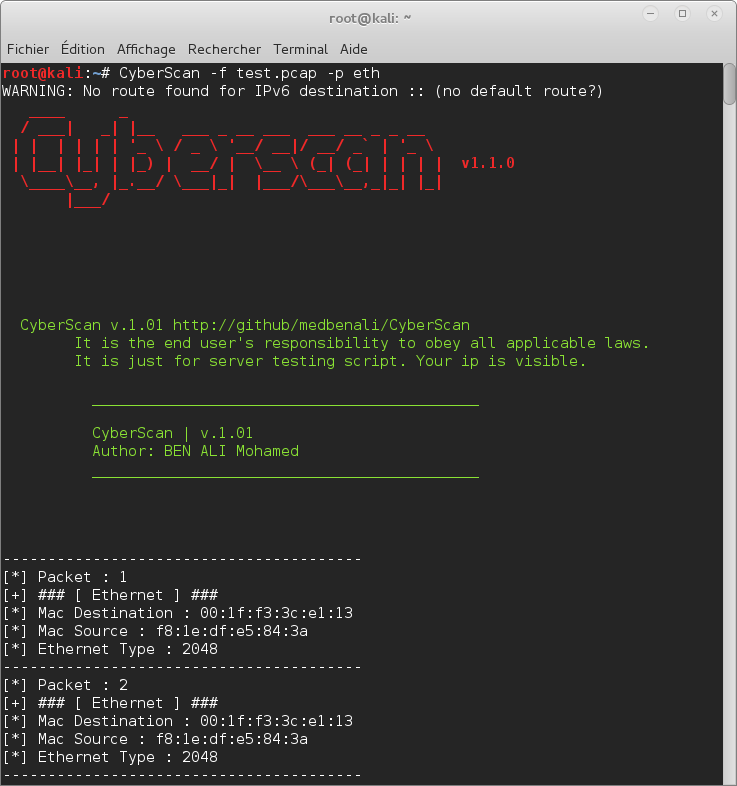 root@kali: ~
Fichier Édition Affichage Rechercher Terminal Aide
root@kali:~# CyberScan -f test.pcap -p eth
WARNING: No route found for IPv6 destination :: (no default route?)
Cyberscan v1.1.0
CyberScan v.1.01 http://github/medbenali/CyberScan
It is the end user's responsibility to obey all applicable laws.
It is just for server testing script. Your ip is visible.
CyberScan | v.1.01
Author: BEN ALI Mohamed
----------------------------------------
[*] Packet : 1
[+] ### [ Ethernet ] ###
[*] Mac Destination : 00:1f:f3:3c:e1:13
[*] Mac Source : f8:1e:df:e5:84:3a
[*] Ethernet Type : 2048
----------------------------------------
[*] Packet : 2
[+] ### [ Ethernet ] ###
[*] Mac Destination : 00:1f:f3:3c:e1:13
[*] Mac Source : f8:1e:df:e5:84:3a
[*] Ethernet Type : 2048
----------------------------------------